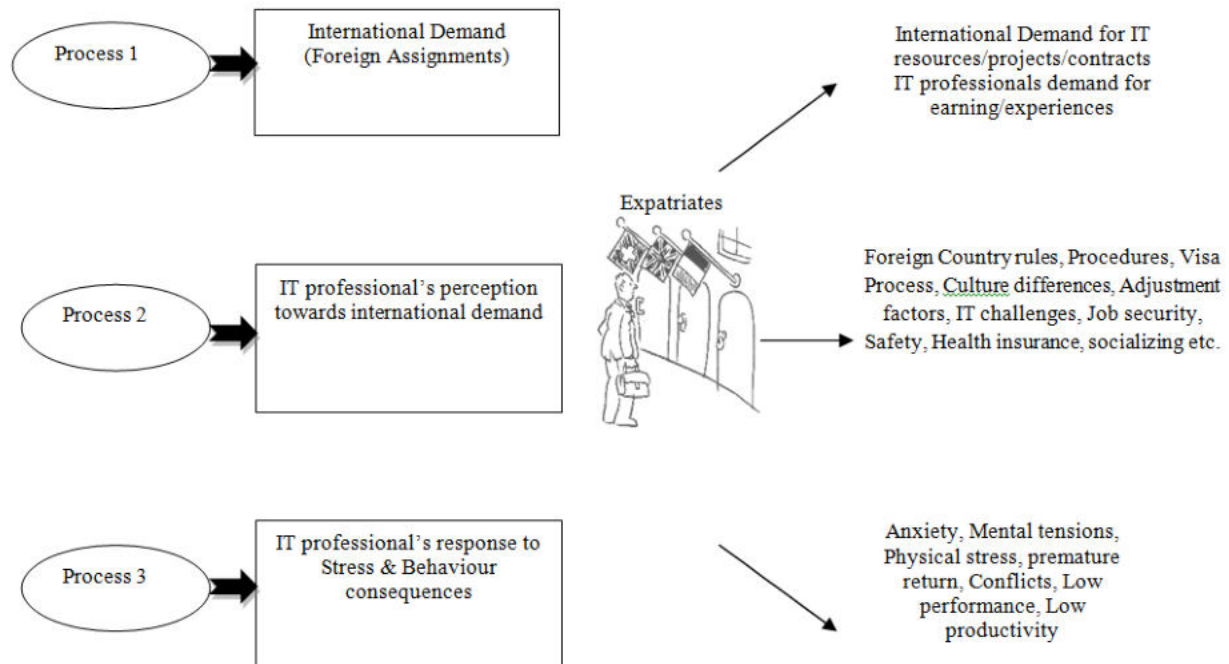 Process 1
International Demand
(Foreign Assignments)
International Demand for IT
resources/projects/contracts
IT professionals demand for
earning/experiences
Expatriates
Process 2
IT professional's perception
towards international demand
Foreign Country rules, Procedures, Visa
Process, Culture differences, Adjustment
factors, IT challenges, Job security,
Safety, Health insurance, socializing etc.
Process 3
IT professional's response to
Stress & Behaviour
consequences
Anxiety, Mental tensions,
Physical stress, premature
return, Conflicts, Low
performance, Low
productivity